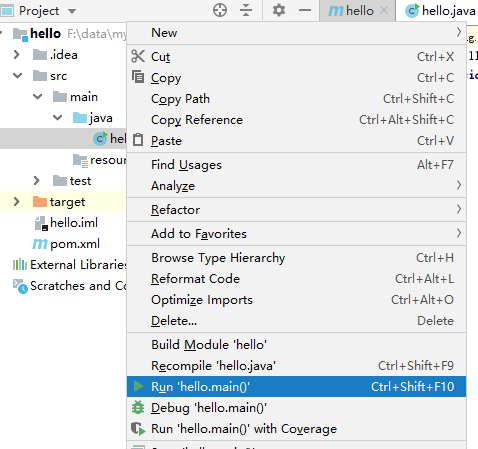 Project
hello
hello.java
hello F:\data\my
.idea
src
main
java
resour
test
target
hello.iml
pom.xml
External Libraries
Scratches and Co
New
Cut Ctrl+X
Copy Ctrl+C
Copy Path Ctrl+Shift+C
Copy Reference Ctrl+Alt+Shift+C
Paste Ctrl+V
Find Usages Alt+F7
Analyze
Refactor
Add to Favorites
Browse Type Hierarchy Ctrl+H
Reformat Code Ctrl+Alt+L
Optimize Imports Ctrl+Alt+O
Delete... Delete
Build Module 'hello'
Recompile 'hello.java' Ctrl+Shift+F9
Run 'hello.main()' Ctrl+Shift+F10
Debug 'hello.main()'
Run 'hello.main()' with Coverage